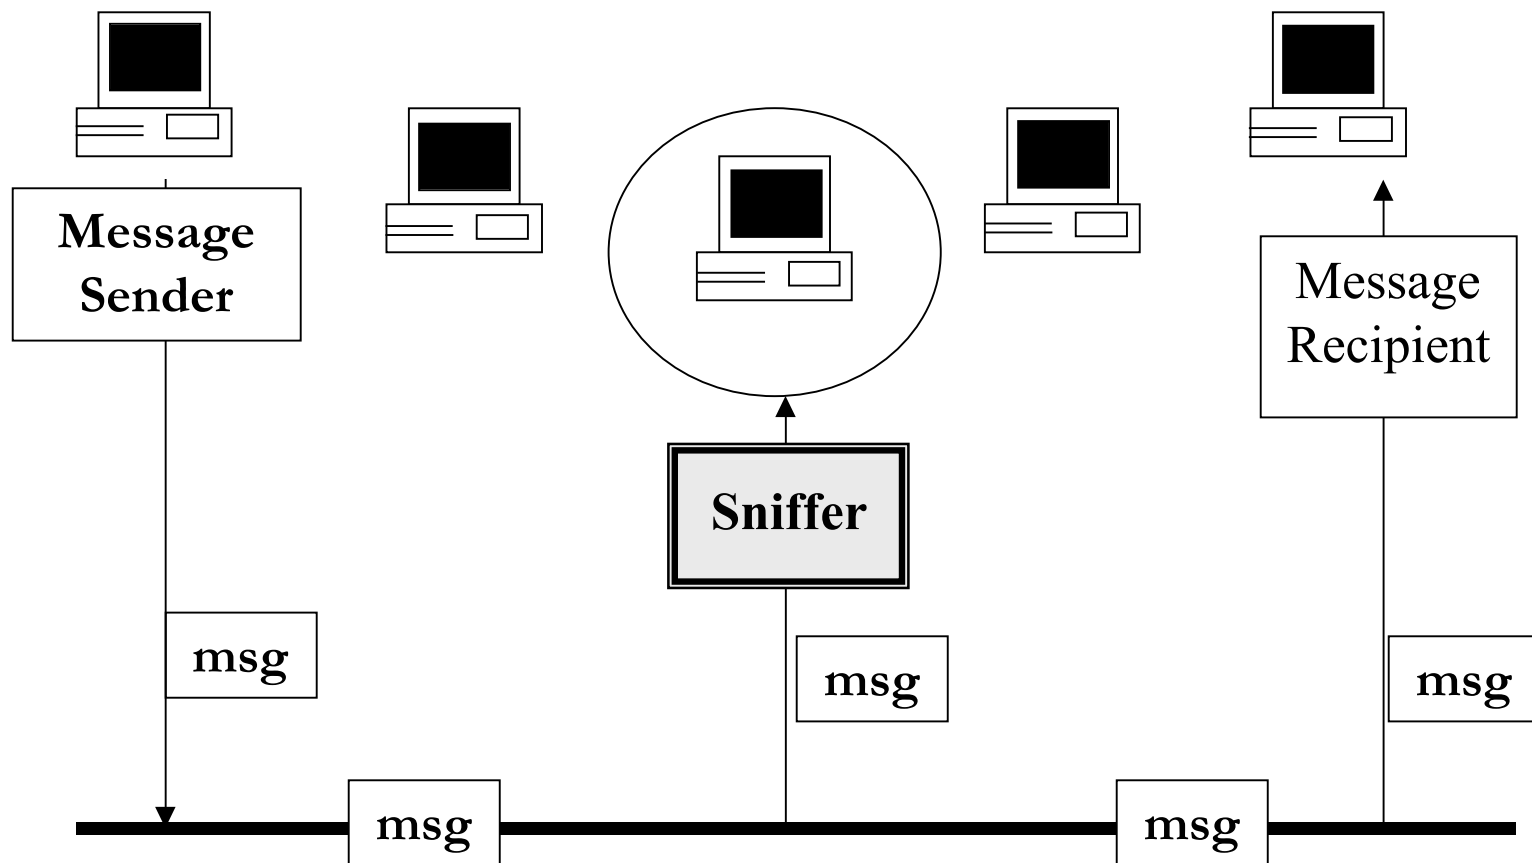 Message
Sender
Message
Recipient
Sniffer
msg
msg
msg
msg
msg